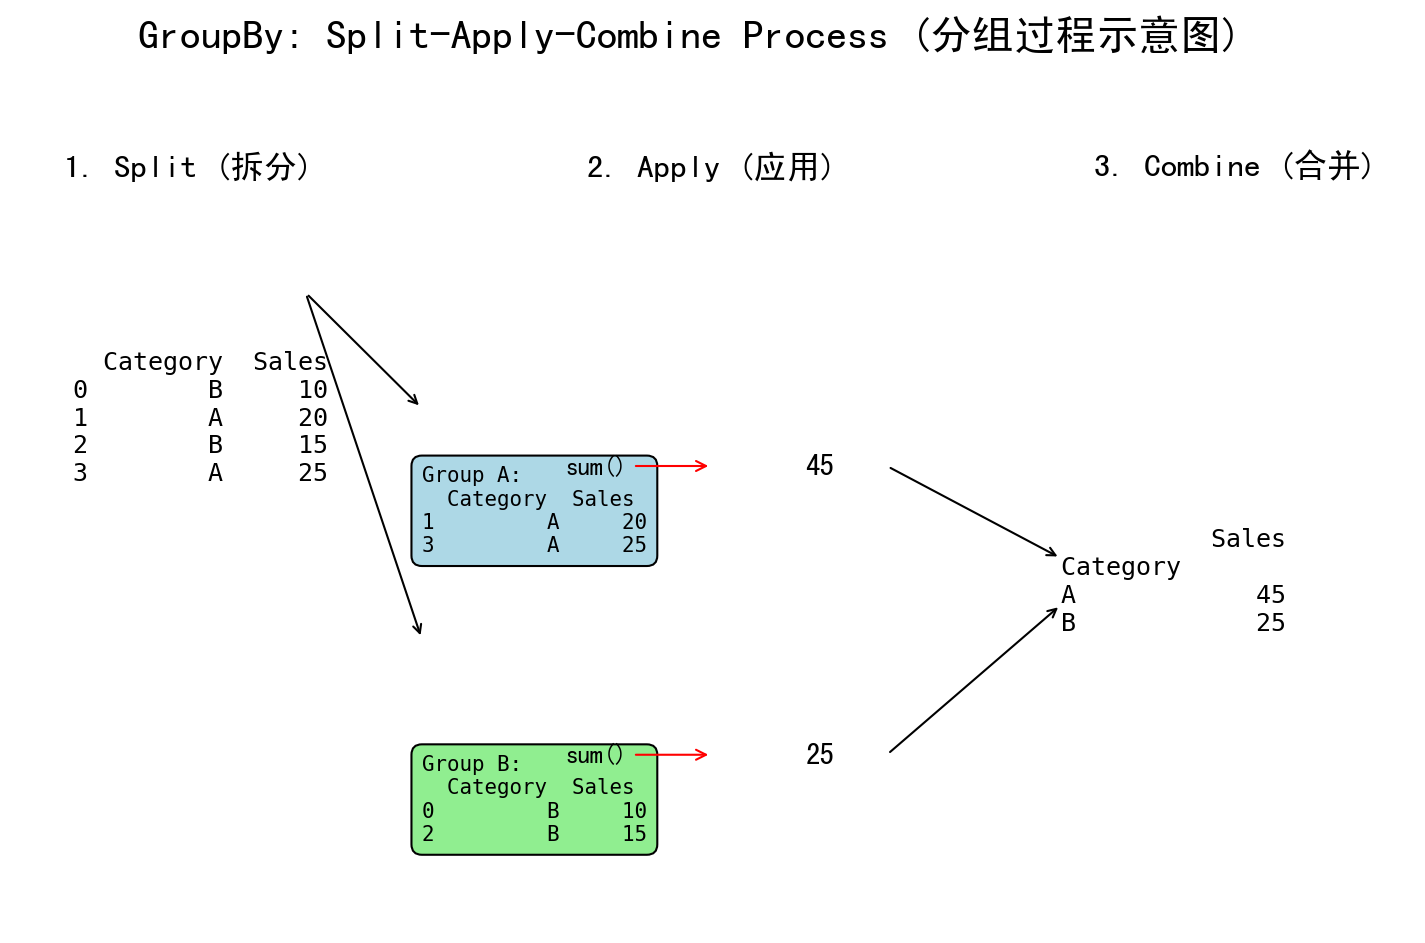 GroupBy: Split-Apply-Combine Process (分组过程示意图)
1. Split (拆分)
2. Apply (应用)
3. Combine (合并)
Category Sales
0 B 10
1 A 20
2 B 15
3 A 25
Group A:
Category Sales
1 A 20
3 A 25
sum()
45
Group B:
Category Sales
0 B 10
2 B 15
sum()
25
Sales
Category
A 45
B 25